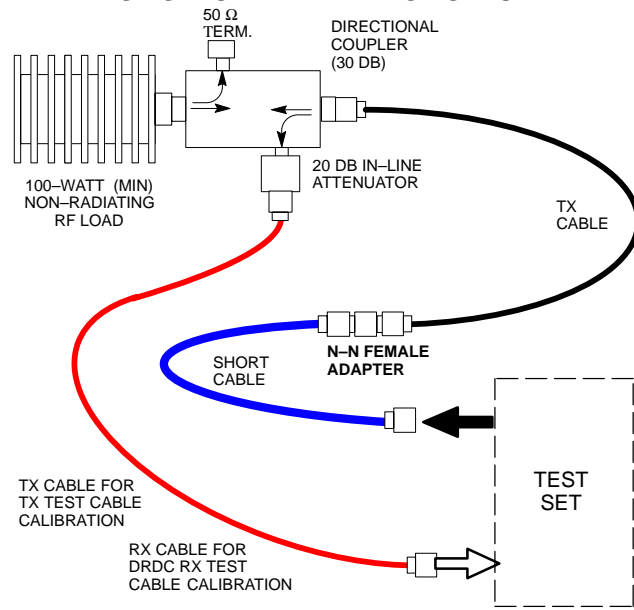 50 Ω
TERM.
DIRECTIONAL
COUPLER
(30 DB)
100–WATT (MIN)
NON–RADIATING
RF LOAD
20 DB IN–LINE
ATTENUATOR
TX
CABLE
N–N FEMALE
ADAPTER
SHORT
CABLE
TEST
SET
TX CABLE FOR
TX TEST CABLE
CALIBRATION
RX CABLE FOR
DRDC RX TEST
CABLE CALIBRATION